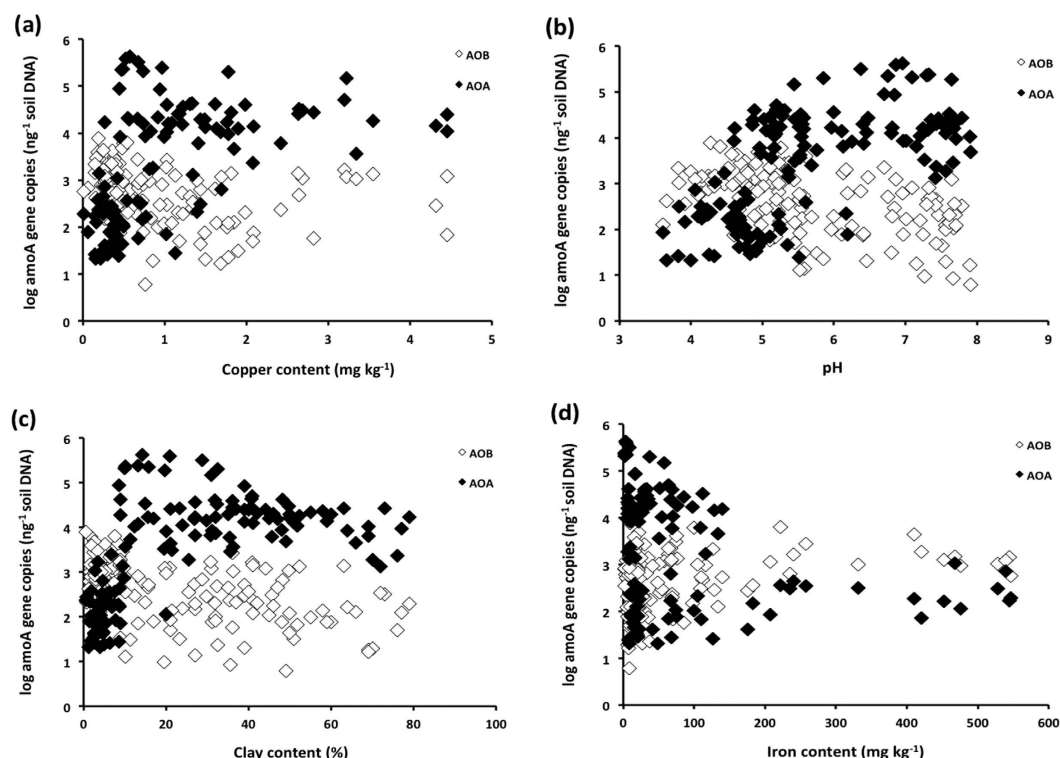 (a)
6
5
4
3
2
1
0
log amoA gene copies (ng⁻¹ soil DNA)
0 1 2 3 4 5
Copper content (mg kg⁻¹)
AOB
AOA
(b)
6
5
4
3
2
1
0
log amoA gene copies (ng⁻¹ soil DNA)
3 4 5 6 7 8 9
pH
AOB
AOA
(c)
6
5
4
3
2
1
0
log amoA gene copies (ng⁻¹ soil DNA)
0 20 40 60 80 100
Clay content (%)
AOB
AOA
(d)
6
5
4
3
2
1
0
log amoA gene copies (ng⁻¹ soil DNA)
0 100 200 300 400 500 600
Iron content (mg kg⁻¹)
AOB
AOA